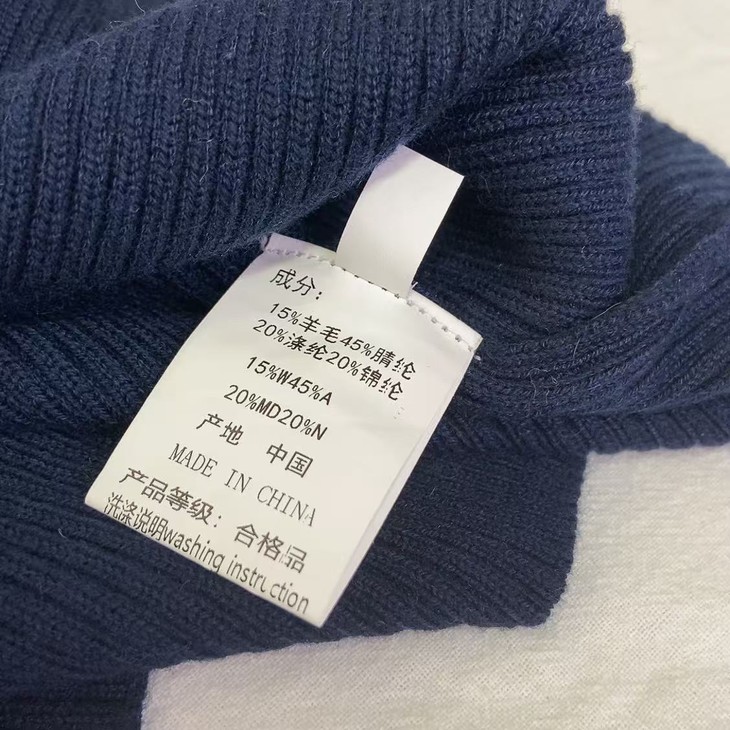 成分：
15%羊毛45%腈纶
20%涤纶20%锦纶
15%W45%A
20%MD20%N
产地 中国
MADE IN CHINA
产品等级：合格品
洗涤说明washing instruction